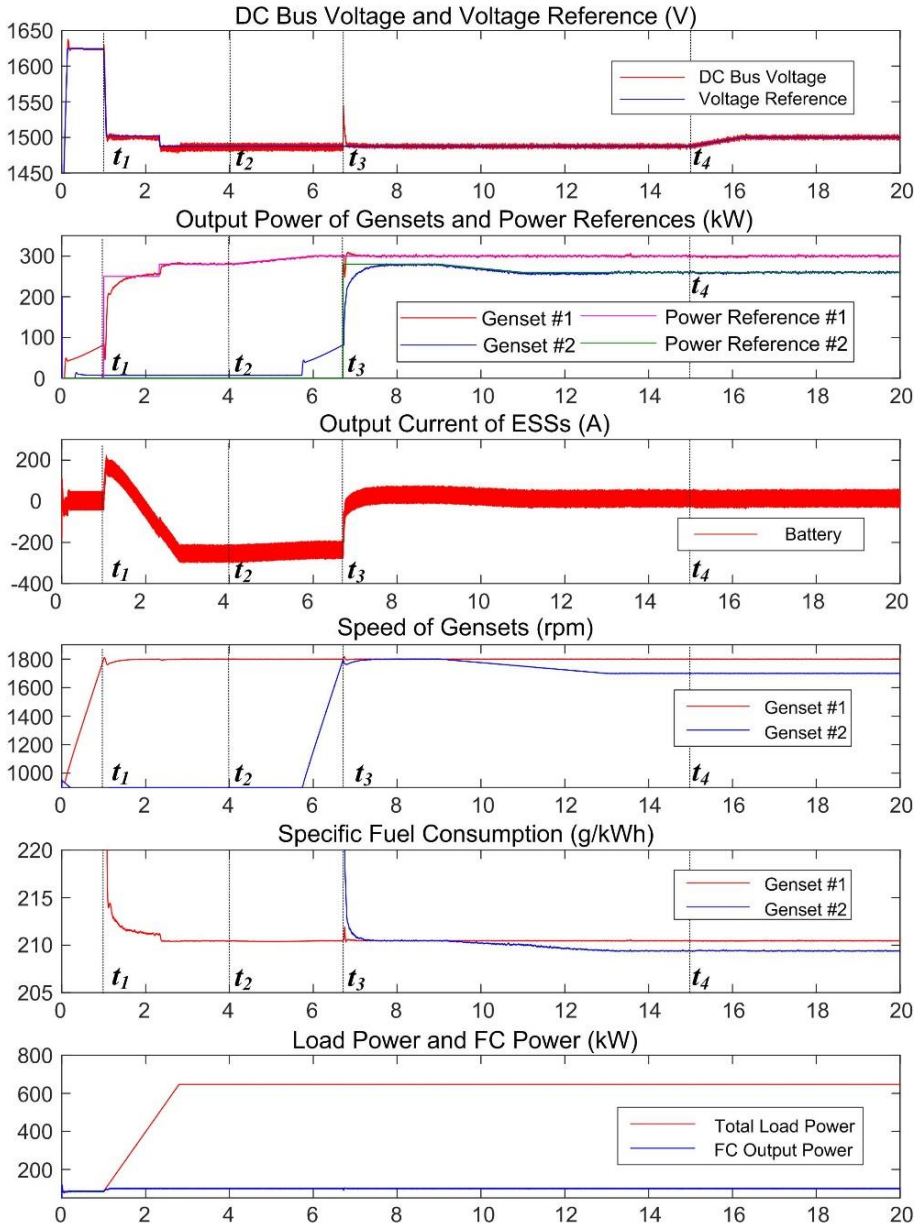 DC Bus Voltage and Voltage Reference (V)
1650
1600
1550
1500
1450
DC Bus Voltage
Voltage Reference
t1 t2 t3 t4
0 2 4 6 8 10 12 14 16 18 20
Output Power of Gensets and Power References (kW)
300
200
100
0
Genset #1 Power Reference #1
Genset #2 Power Reference #2
t1 t2 t3 t4
0 2 4 6 8 10 12 14 16 18 20
Output Current of ESSs (A)
200
0
-200
-400
Battery
t1 t2 t3 t4
0 2 4 6 8 10 12 14 16 18 20
Speed of Gensets (rpm)
1800
1600
1400
1200
1000
Genset #1
Genset #2
t1 t2 t3 t4
0 2 4 6 8 10 12 14 16 18 20
Specific Fuel Consumption (g/kWh)
220
215
210
205
Genset #1
Genset #2
t1 t2 t3 t4
0 2 4 6 8 10 12 14 16 18 20
Load Power and FC Power (kW)
800
600
400
200
Total Load Power
FC Output Power
0 2 4 6 8 10 12 14 16 18 20